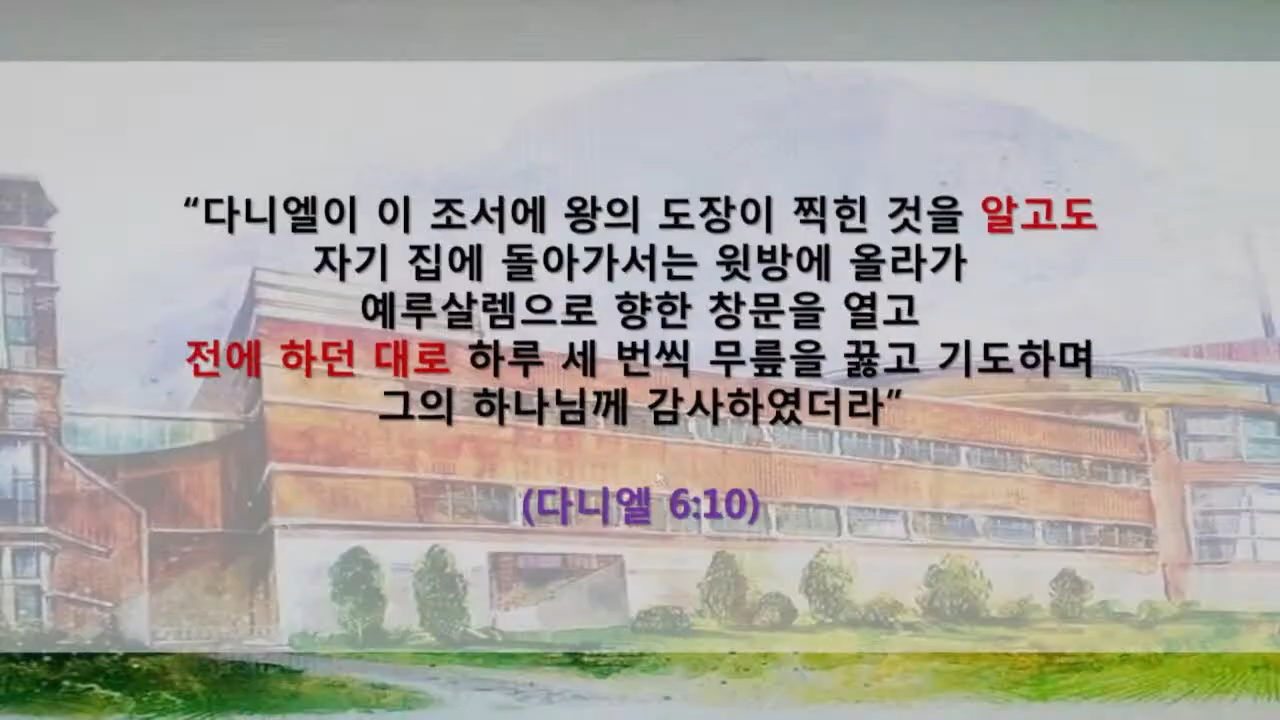 “다니엘이 이 조서에 왕의 도장이 찍힌 것을 알고도
자기 집에 돌아가서는 윗방에 올라가
예루살렘으로 향한 창문을 열고
전에 하던 대로 하루 세 번씩 무릎을 꿇고 기도하며
그의 하나님께 감사하였더라”
(다니엘 6:10)